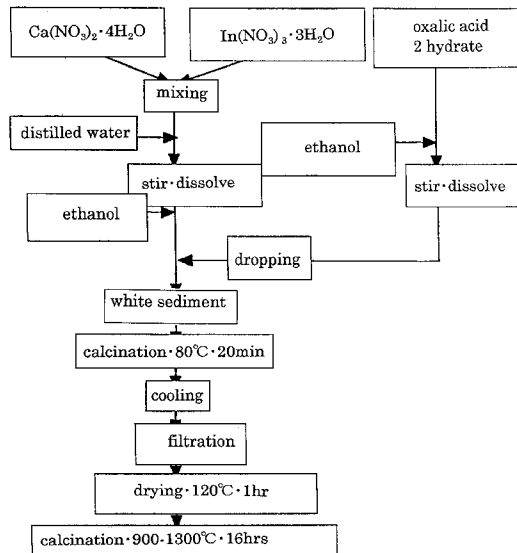 Ca(NO₃)₂·4H₂O
In(NO₃)₃·3H₂O
oxalic acid
2 hydrate
mixing
distilled water
ethanol
stir·dissolve
stir·dissolve
ethanol
dropping
white sediment
calcination·80℃·20min
cooling
filtration
drying·120℃·1hr
calcination·900-1300℃·16hrs